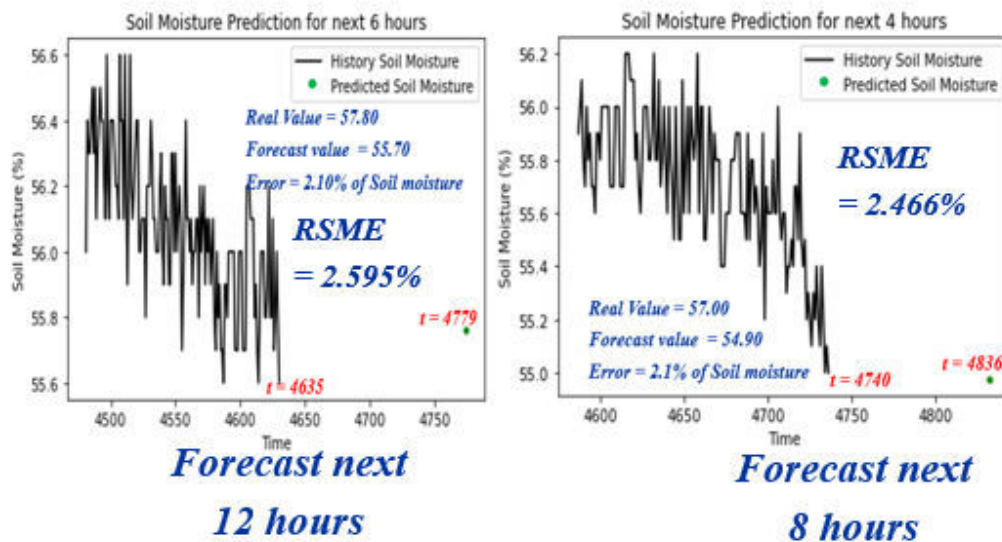 Soil Moisture Prediction for next 6 hours
History Soil Moisture
Predicted Soil Moisture
Real Value = 57.80
Forecast value = 55.70
Error = 2.10% of Soil moisture
RSME
= 2.595%
t = 4779
t = 4635
Soil Moisture (%)
56.6
56.4
56.2
56.0
55.8
55.6
4500
4550
4600
4650
4700
4750
Time
Forecast next
12 hours
Soil Moisture Prediction for next 4 hours
History Soil Moisture
Predicted Soil Moisture
RSME
= 2.466%
Real Value = 57.00
Forecast value = 54.90
Error = 2.1% of Soil moisture
t = 4836
t = 4740
Soil Moisture (%)
56.2
56.0
55.8
55.6
55.4
55.2
55.0
4600
4650
4700
4750
4800
Time
Forecast next
8 hours